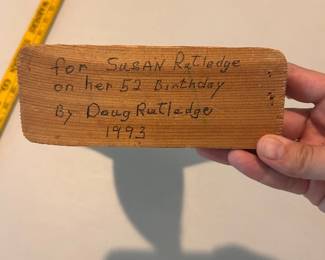 for SUSAN Rutledge
on her 52 Birthday
By Doug Rutledge
1993